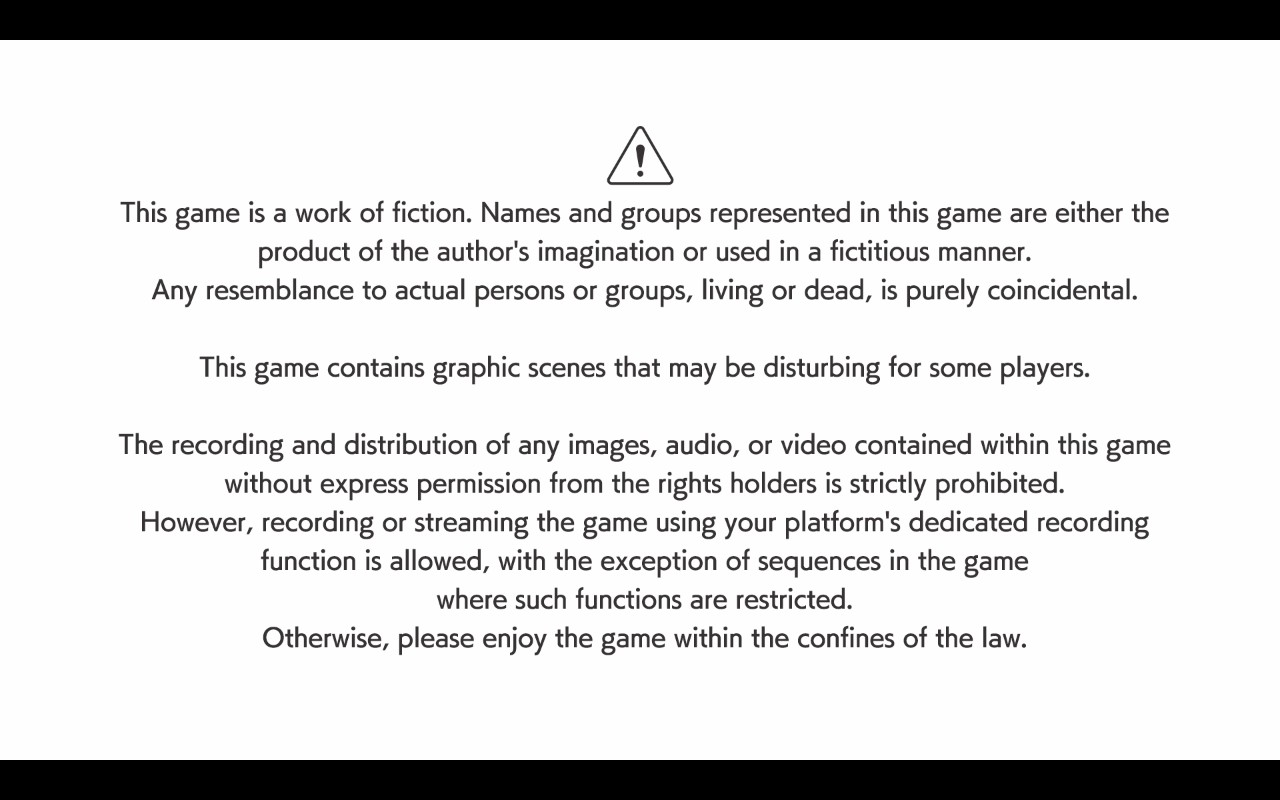 This game is a work of fiction. Names and groups represented in this game are either the
product of the author's imagination or used in a fictitious manner.
Any resemblance to actual persons or groups, living or dead, is purely coincidental.
This game contains graphic scenes that may be disturbing for some players.
The recording and distribution of any images, audio, or video contained within this game
without express permission from the rights holders is strictly prohibited.
However, recording or streaming the game using your platform's dedicated recording
function is allowed, with the exception of sequences in the game
where such functions are restricted.
Otherwise, please enjoy the game within the confines of the law.